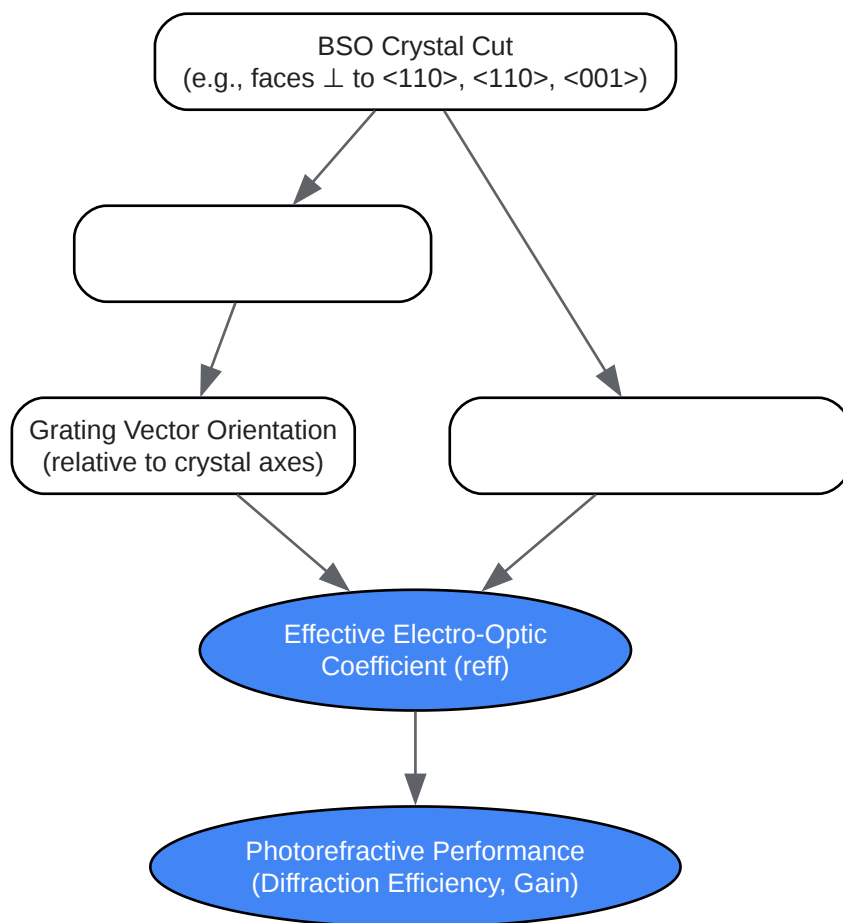 BSO Crystal Cut
(e.g., faces ⊥ to <110>, <110>, <001>)
Grating Vector Orientation
(relative to crystal axes)
Effective Electro-Optic
Coefficient (reff)
Photorefractive Performance
(Diffraction Efficiency, Gain)